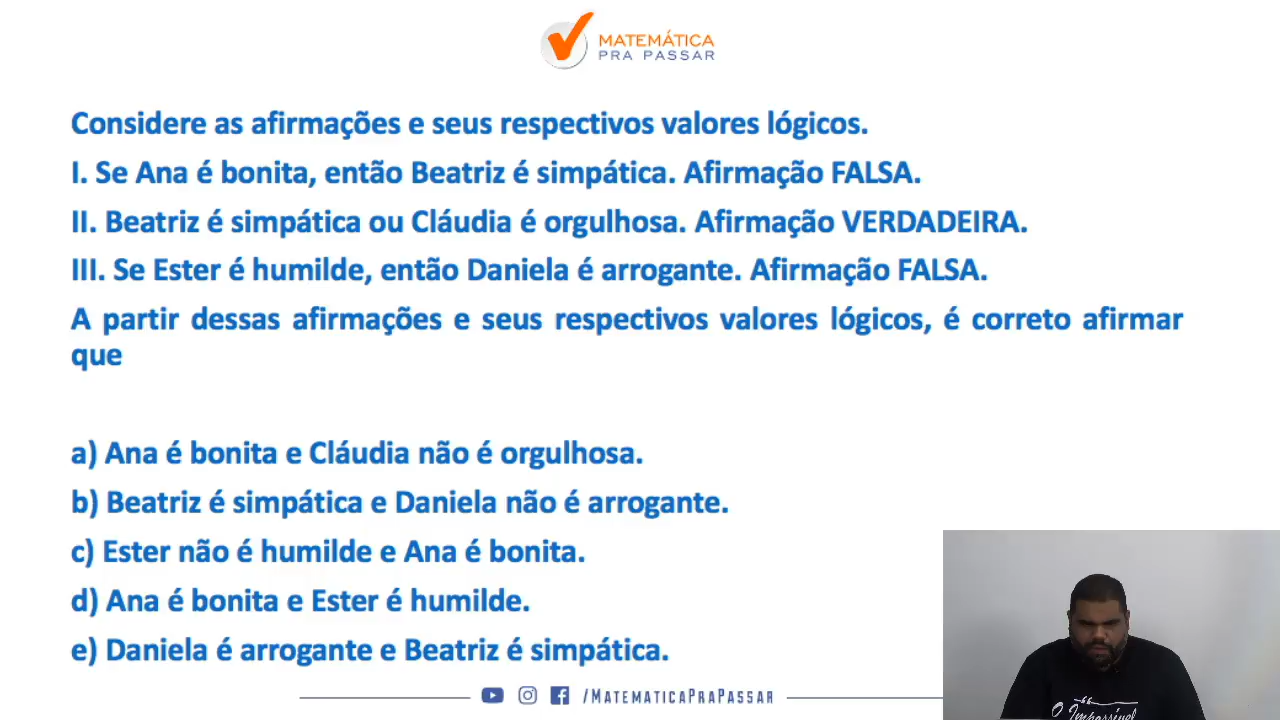 MATEMÁTICA
PRA PASSAR
Considere as afirmações e seus respectivos valores lógicos.
I. Se Ana é bonita, então Beatriz é simpática. Afirmação FALSA.
II. Beatriz é simpática ou Cláudia é orgulhosa. Afirmação VERDADEIRA.
III. Se Ester é humilde, então Daniela é arrogante. Afirmação FALSA.
A partir dessas afirmações e seus respectivos valores lógicos, é correto afirmar
que
a) Ana é bonita e Cláudia não é orgulhosa.
b) Beatriz é simpática e Daniela não é arrogante.
c) Ester não é humilde e Ana é bonita.
d) Ana é bonita e Ester é humilde.
e) Daniela é arrogante e Beatriz é simpática.
/MATEMATICAPRAPASSAR
O Impossível